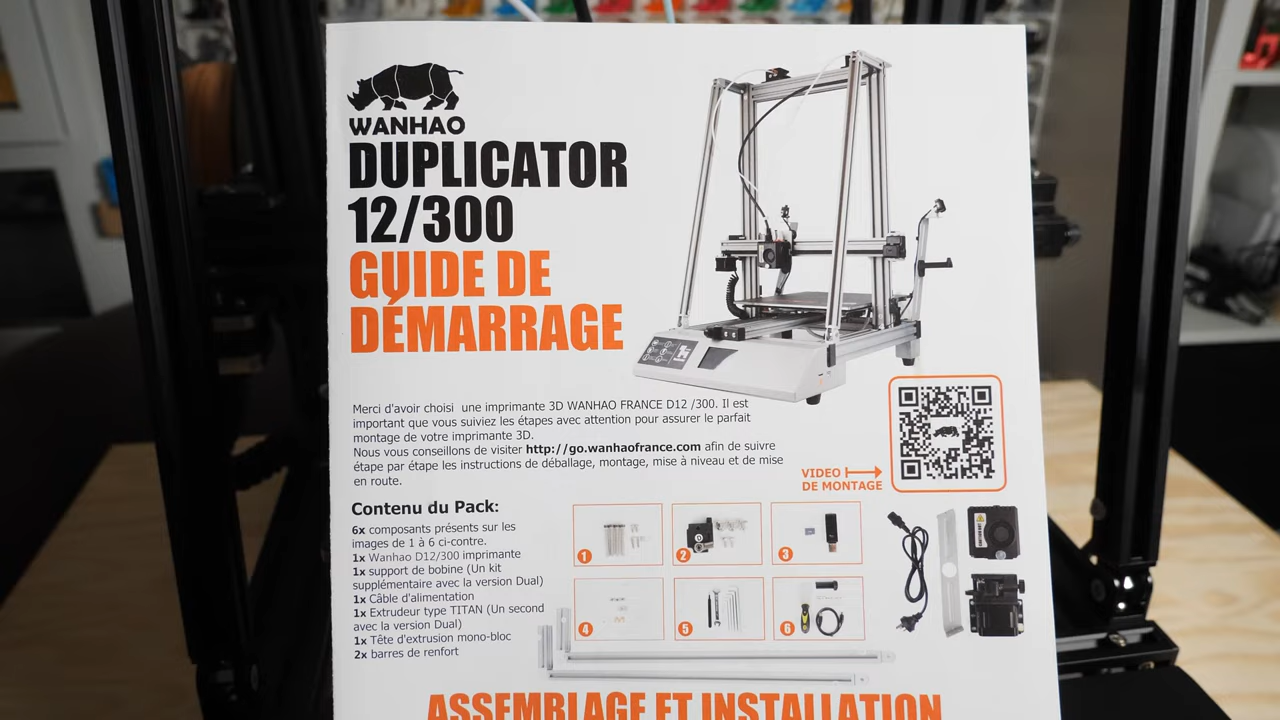 WANHAO
DUPLICATOR
12/300
GUIDE DE
DÉMARRAGE
Merci d'avoir choisi une imprimante 3D WANHAO FRANCE D12 /300. Il est
important que vous suiviez les étapes avec attention pour assurer le parfait
montage de votre imprimante 3D.
Nous vous conseillons de visiter http://go.wanhaofrance.com afin de suivre
étape par étape les instructions de déballage, montage, mise à niveau et de mise
en route.
VIDEO
DE MONTAGE
Contenu du Pack:
6x composants présents sur les
images de 1 à 6 ci-contre.
1x Wanhao D12/300 imprimante
1x support de bobine (Un kit
supplémentaire avec la version Dual)
1x Câble d'alimentation
1x Extrudeur type TITAN (Un second
avec la version Dual)
1x Tête d'extrusion mono-bloc
2x barres de renfort
1
2
3
4
5
6
ASSEMBLAGE ET INSTALLATION